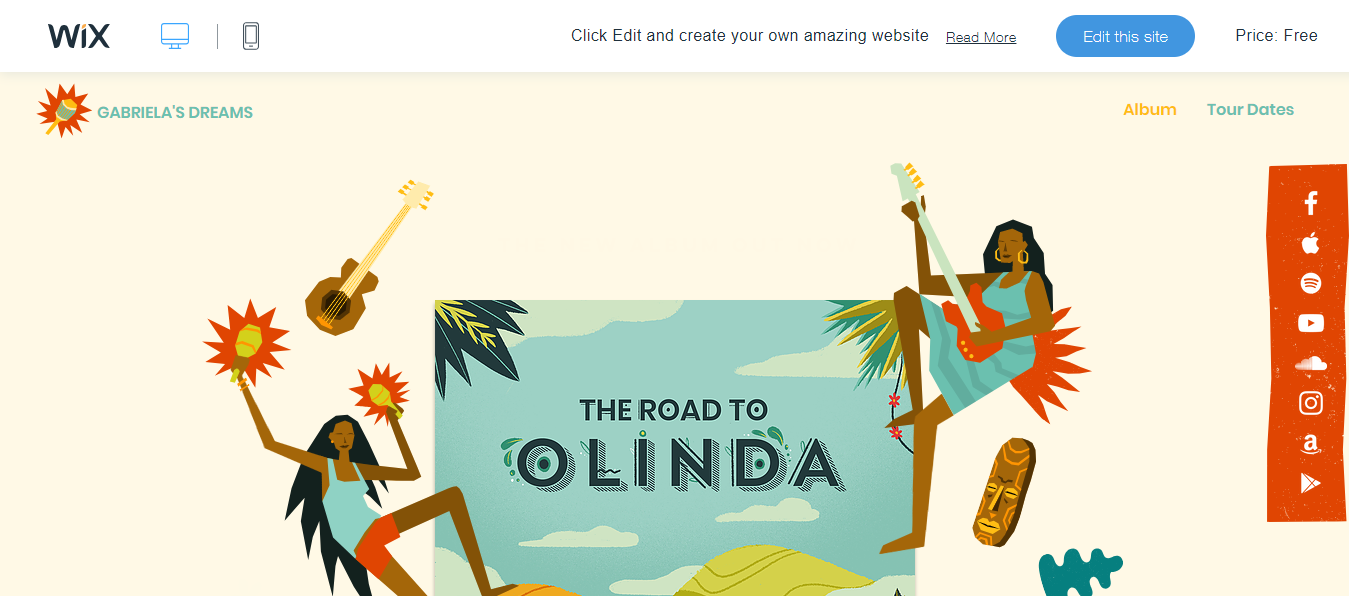 WiX
Click Edit and create your own amazing website Read More
Edit this site
Price: Free
GABRIELA'S DREAMS
Album
Tour Dates
THE ROAD TO
OLINDA